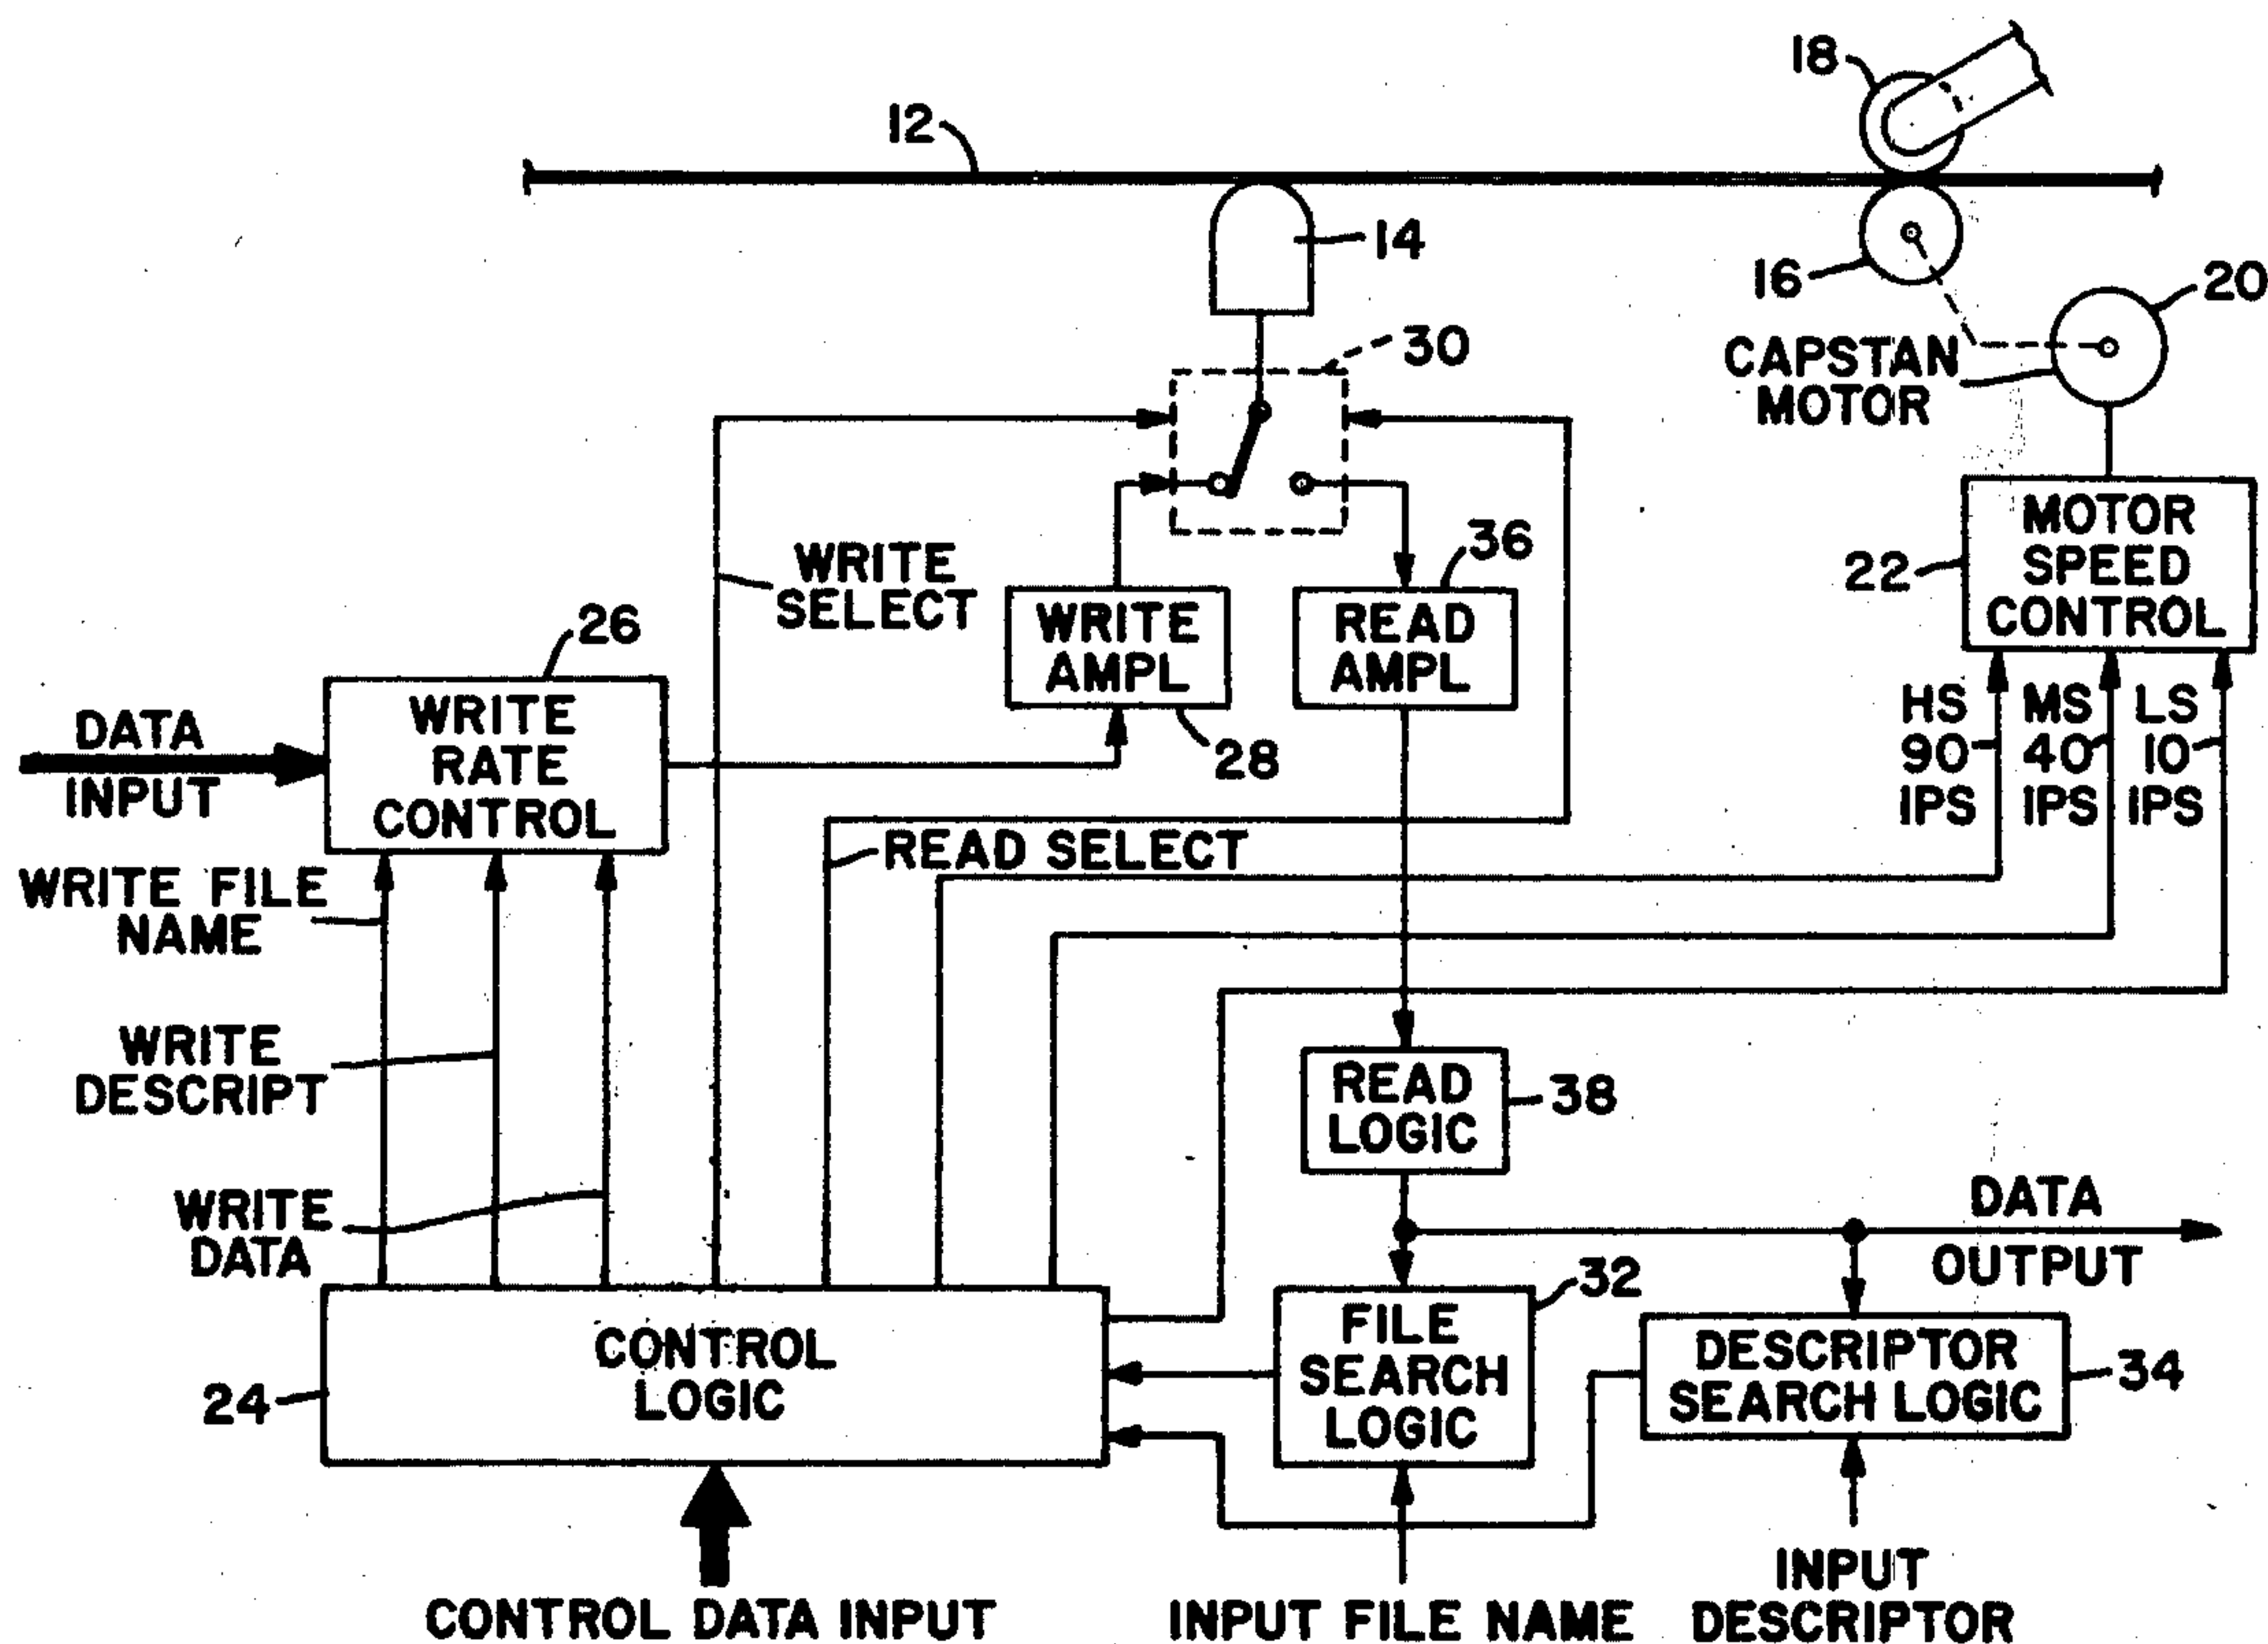 18
12
14
16
20
30
CAPSTAN
MOTOR
WRITE
SELECT
36
WRITE
AMPL
READ
AMPL
22
MOTOR
SPEED
CONTROL
26
28
DATA
INPUT
WRITE
RATE
CONTROL
HS
90
IPS
MS
40
IPS
LS
10
IPS
READ SELECT
WRITE FILE
NAME
WRITE
DESCRIPT
READ
LOGIC
38
WRITE
DATA
DATA
OUTPUT
32
CONTROL
LOGIC
24
FILE
SEARCH
LOGIC
DESCRIPTOR
SEARCH LOGIC
34
CONTROL DATA INPUT
INPUT FILE NAME
INPUT
DESCRIPTOR